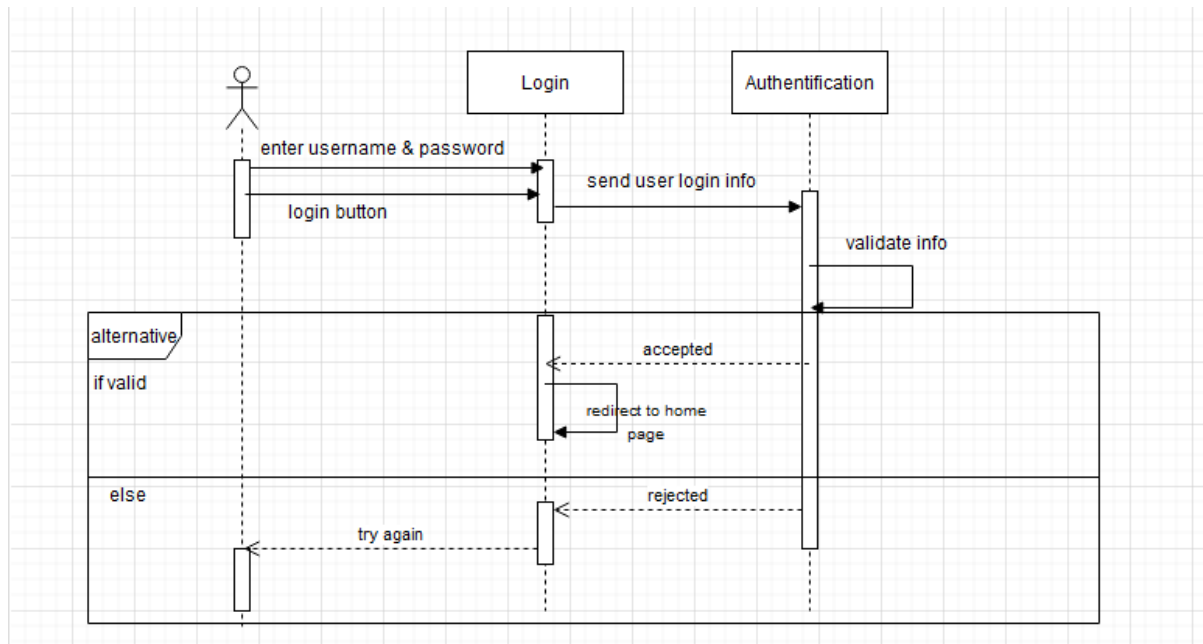 Login
Authentification
enter username & password
send user login info
login button
validate info
alternative
accepted
if valid
redirect to home
page
else
rejected
try again